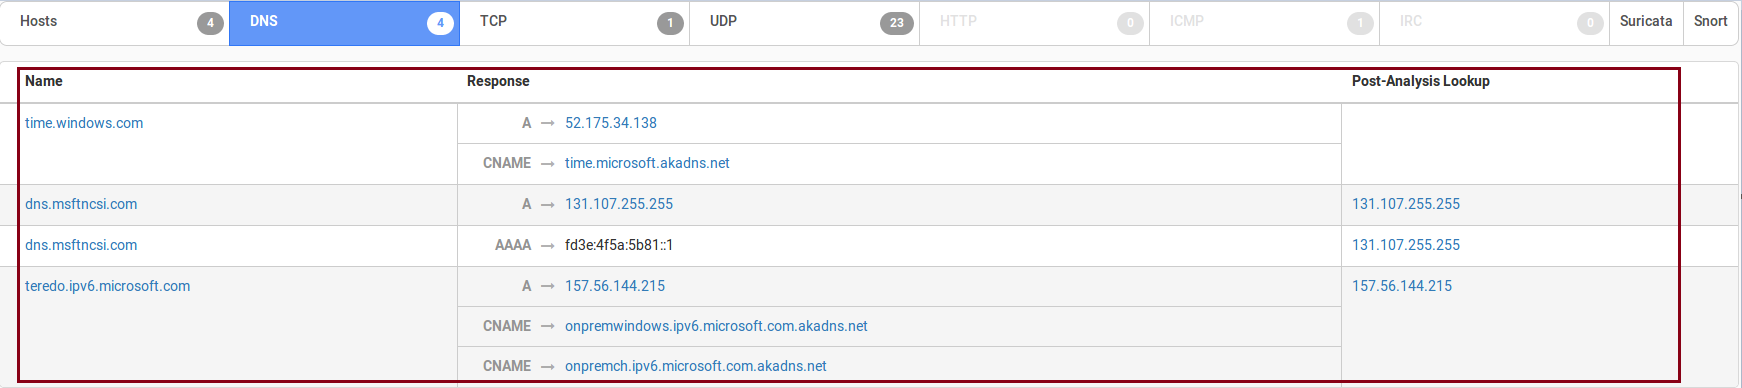 Hosts 4 DNS 4 TCP 1 UDP 23 HTTP 0 ICMP 1 IRC 0 Suricata Snort
Name Response Post-Analysis Lookup
time.windows.com A → 52.175.34.138
CNAME → time.microsoft.akadns.net
dns.msftncsi.com A → 131.107.255.255 131.107.255.255
dns.msftncsi.com AAAA → fd3e:4f5a:5b81::1 131.107.255.255
teredo.ipv6.microsoft.com A → 157.56.144.215 157.56.144.215
CNAME → onpremwindows.ipv6.microsoft.com.akadns.net
CNAME → onpremch.ipv6.microsoft.com.akadns.net